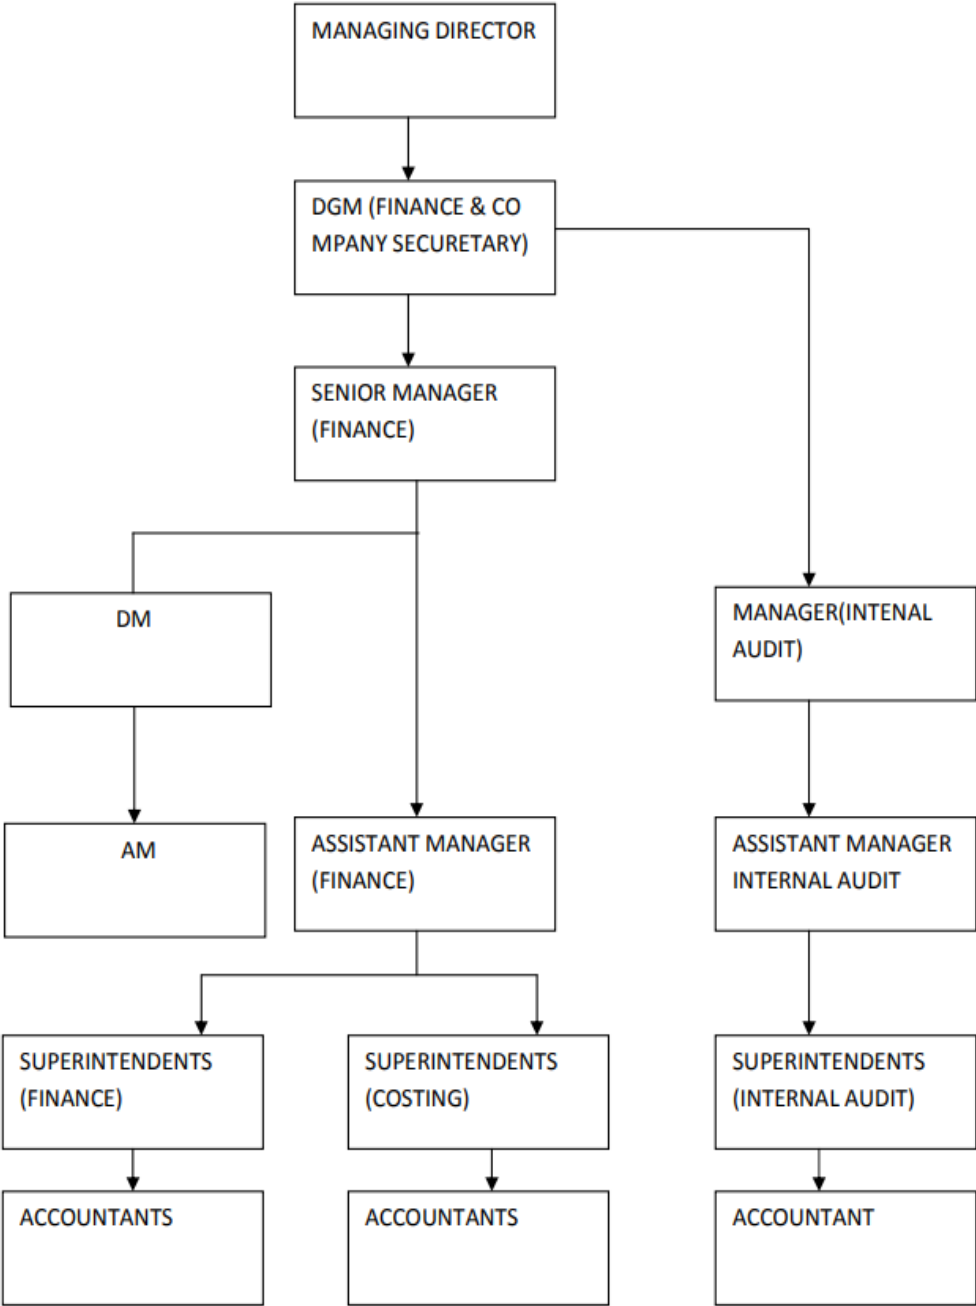 MANAGING DIRECTOR
DGM (FINANCE & CO
MPANY SECURETARY)
SENIOR MANAGER
(FINANCE)
DM
MANAGER(INTENAL
AUDIT)
AM
ASSISTANT MANAGER
(FINANCE)
ASSISTANT MANAGER
INTERNAL AUDIT
SUPERINTENDENTS
(FINANCE)
SUPERINTENDENTS
(COSTING)
SUPERINTENDENTS
(INTERNAL AUDIT)
ACCOUNTANTS
ACCOUNTANTS
ACCOUNTANT